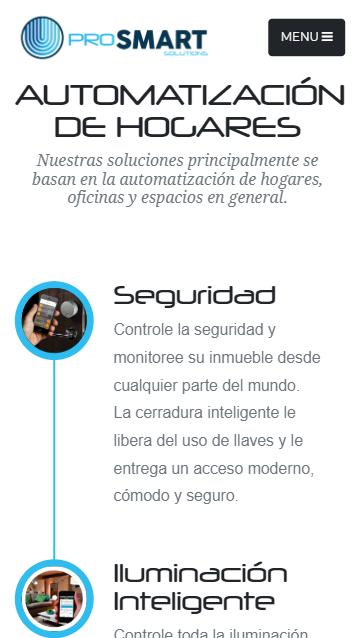 PROSMART
SOLUTIONS
MENU
AUTOMATIZACIÓN
DE HOGARES
Nuestras soluciones principalmente se
basan en la automatización de hogares,
oficinas y espacios en general.
Seguridad
Controle la seguridad y
monitoree su inmueble desde
cualquier parte del mundo.
La cerradura inteligente le
libera del uso de llaves y le
entrega un acceso moderno,
cómodo y seguro.
Iluminación
Inteligente
Controle toda la iluminación